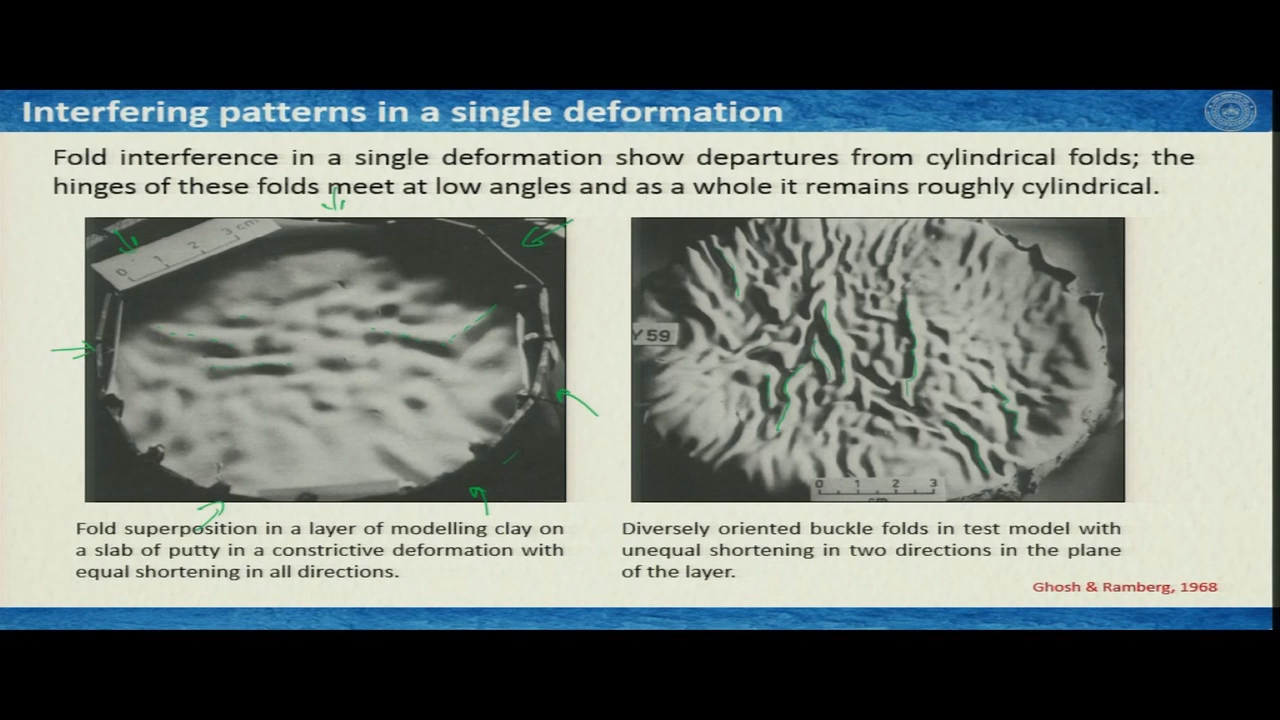 Interfering patterns in a single deformation
Fold interference in a single deformation show departures from cylindrical folds; the
hinges of these folds meet at low angles and as a whole it remains roughly cylindrical.
0 1 2 3 cm
Y 59
0 1 2 3
cm
Fold superposition in a layer of modelling clay on
a slab of putty in a constrictive deformation with
equal shortening in all directions.
Diversely oriented buckle folds in test model with
unequal shortening in two directions in the plane
of the layer.
Ghosh & Ramberg, 1968